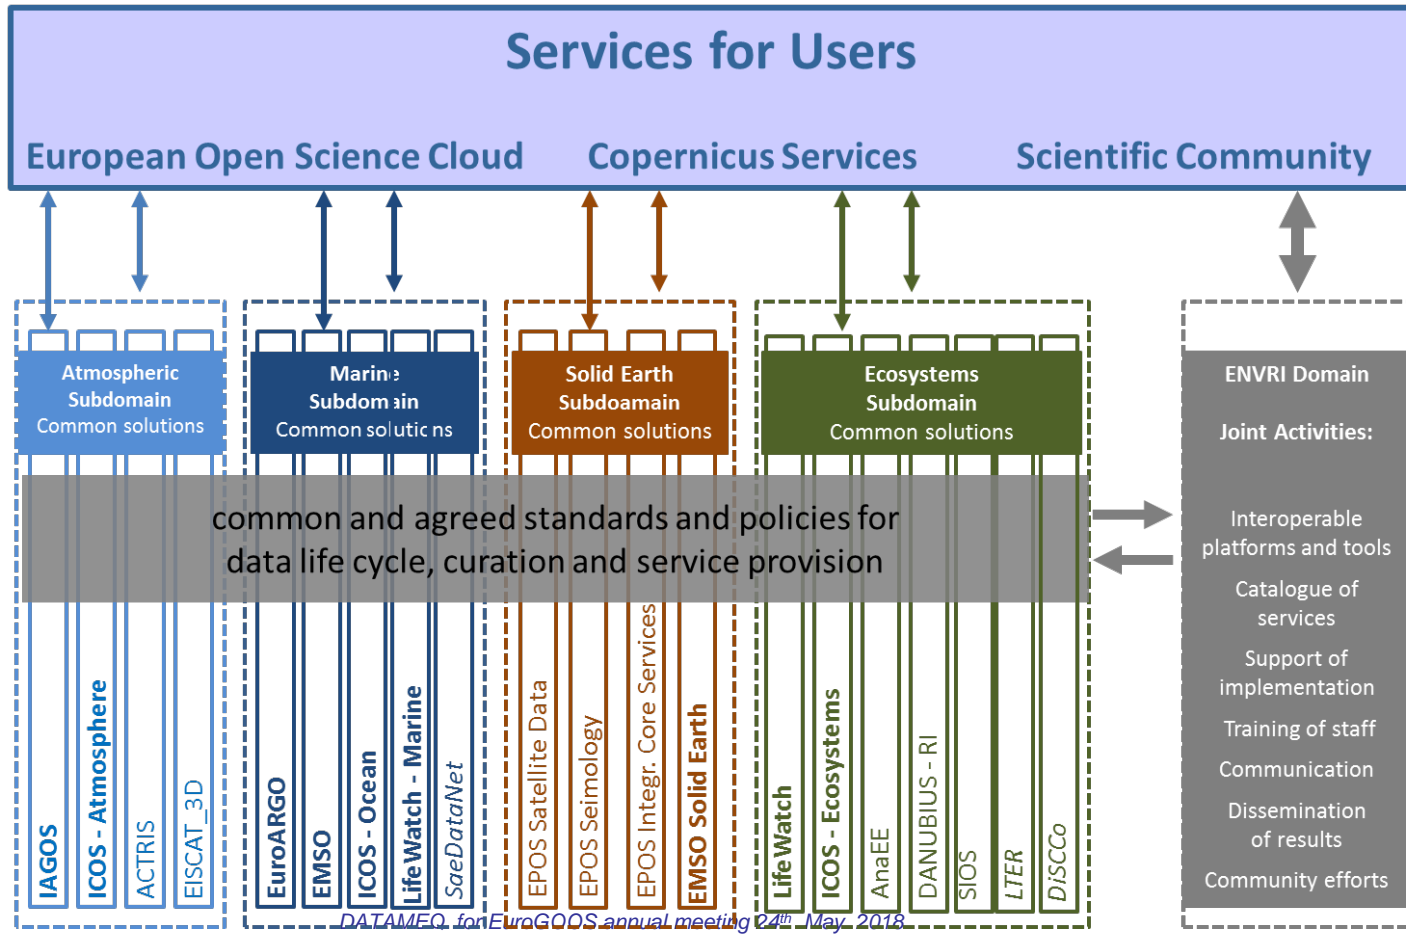 Services for Users
European Open Science Cloud
Copernicus Services
Scientific Community
Atmospheric
Subdomain
Common solutions
Marine
Subdomain
Common solutions
Solid Earth
Subdoamain
Common solutions
Ecosystems
Subdomain
Common solutions
ENVRI Domain
Joint Activities:
Interoperable
platforms and tools
Catalogue of
services
Support of
implementation
Training of staff
Communication
Dissemination
of results
Community efforts
common and agreed standards and policies for
data life cycle, curation and service provision
IAGOS
ICOS - Atmosphere
ACTRIS
EISCAT_3D
EuroARGO
EMSO
ICOS - Ocean
LifeWatch - Marine
SaeDataNet
EPOS Satellite Data
EPOS Seimology
EPOS Integr. Core Services
EMSO Solid Earth
LifeWatch
ICOS - Ecosystems
AnaEE
DANUBIUS - RI
SIOS
LTER
DiSCCo
DATAMEQ for EuroGOOS annual meeting 24th May 2018